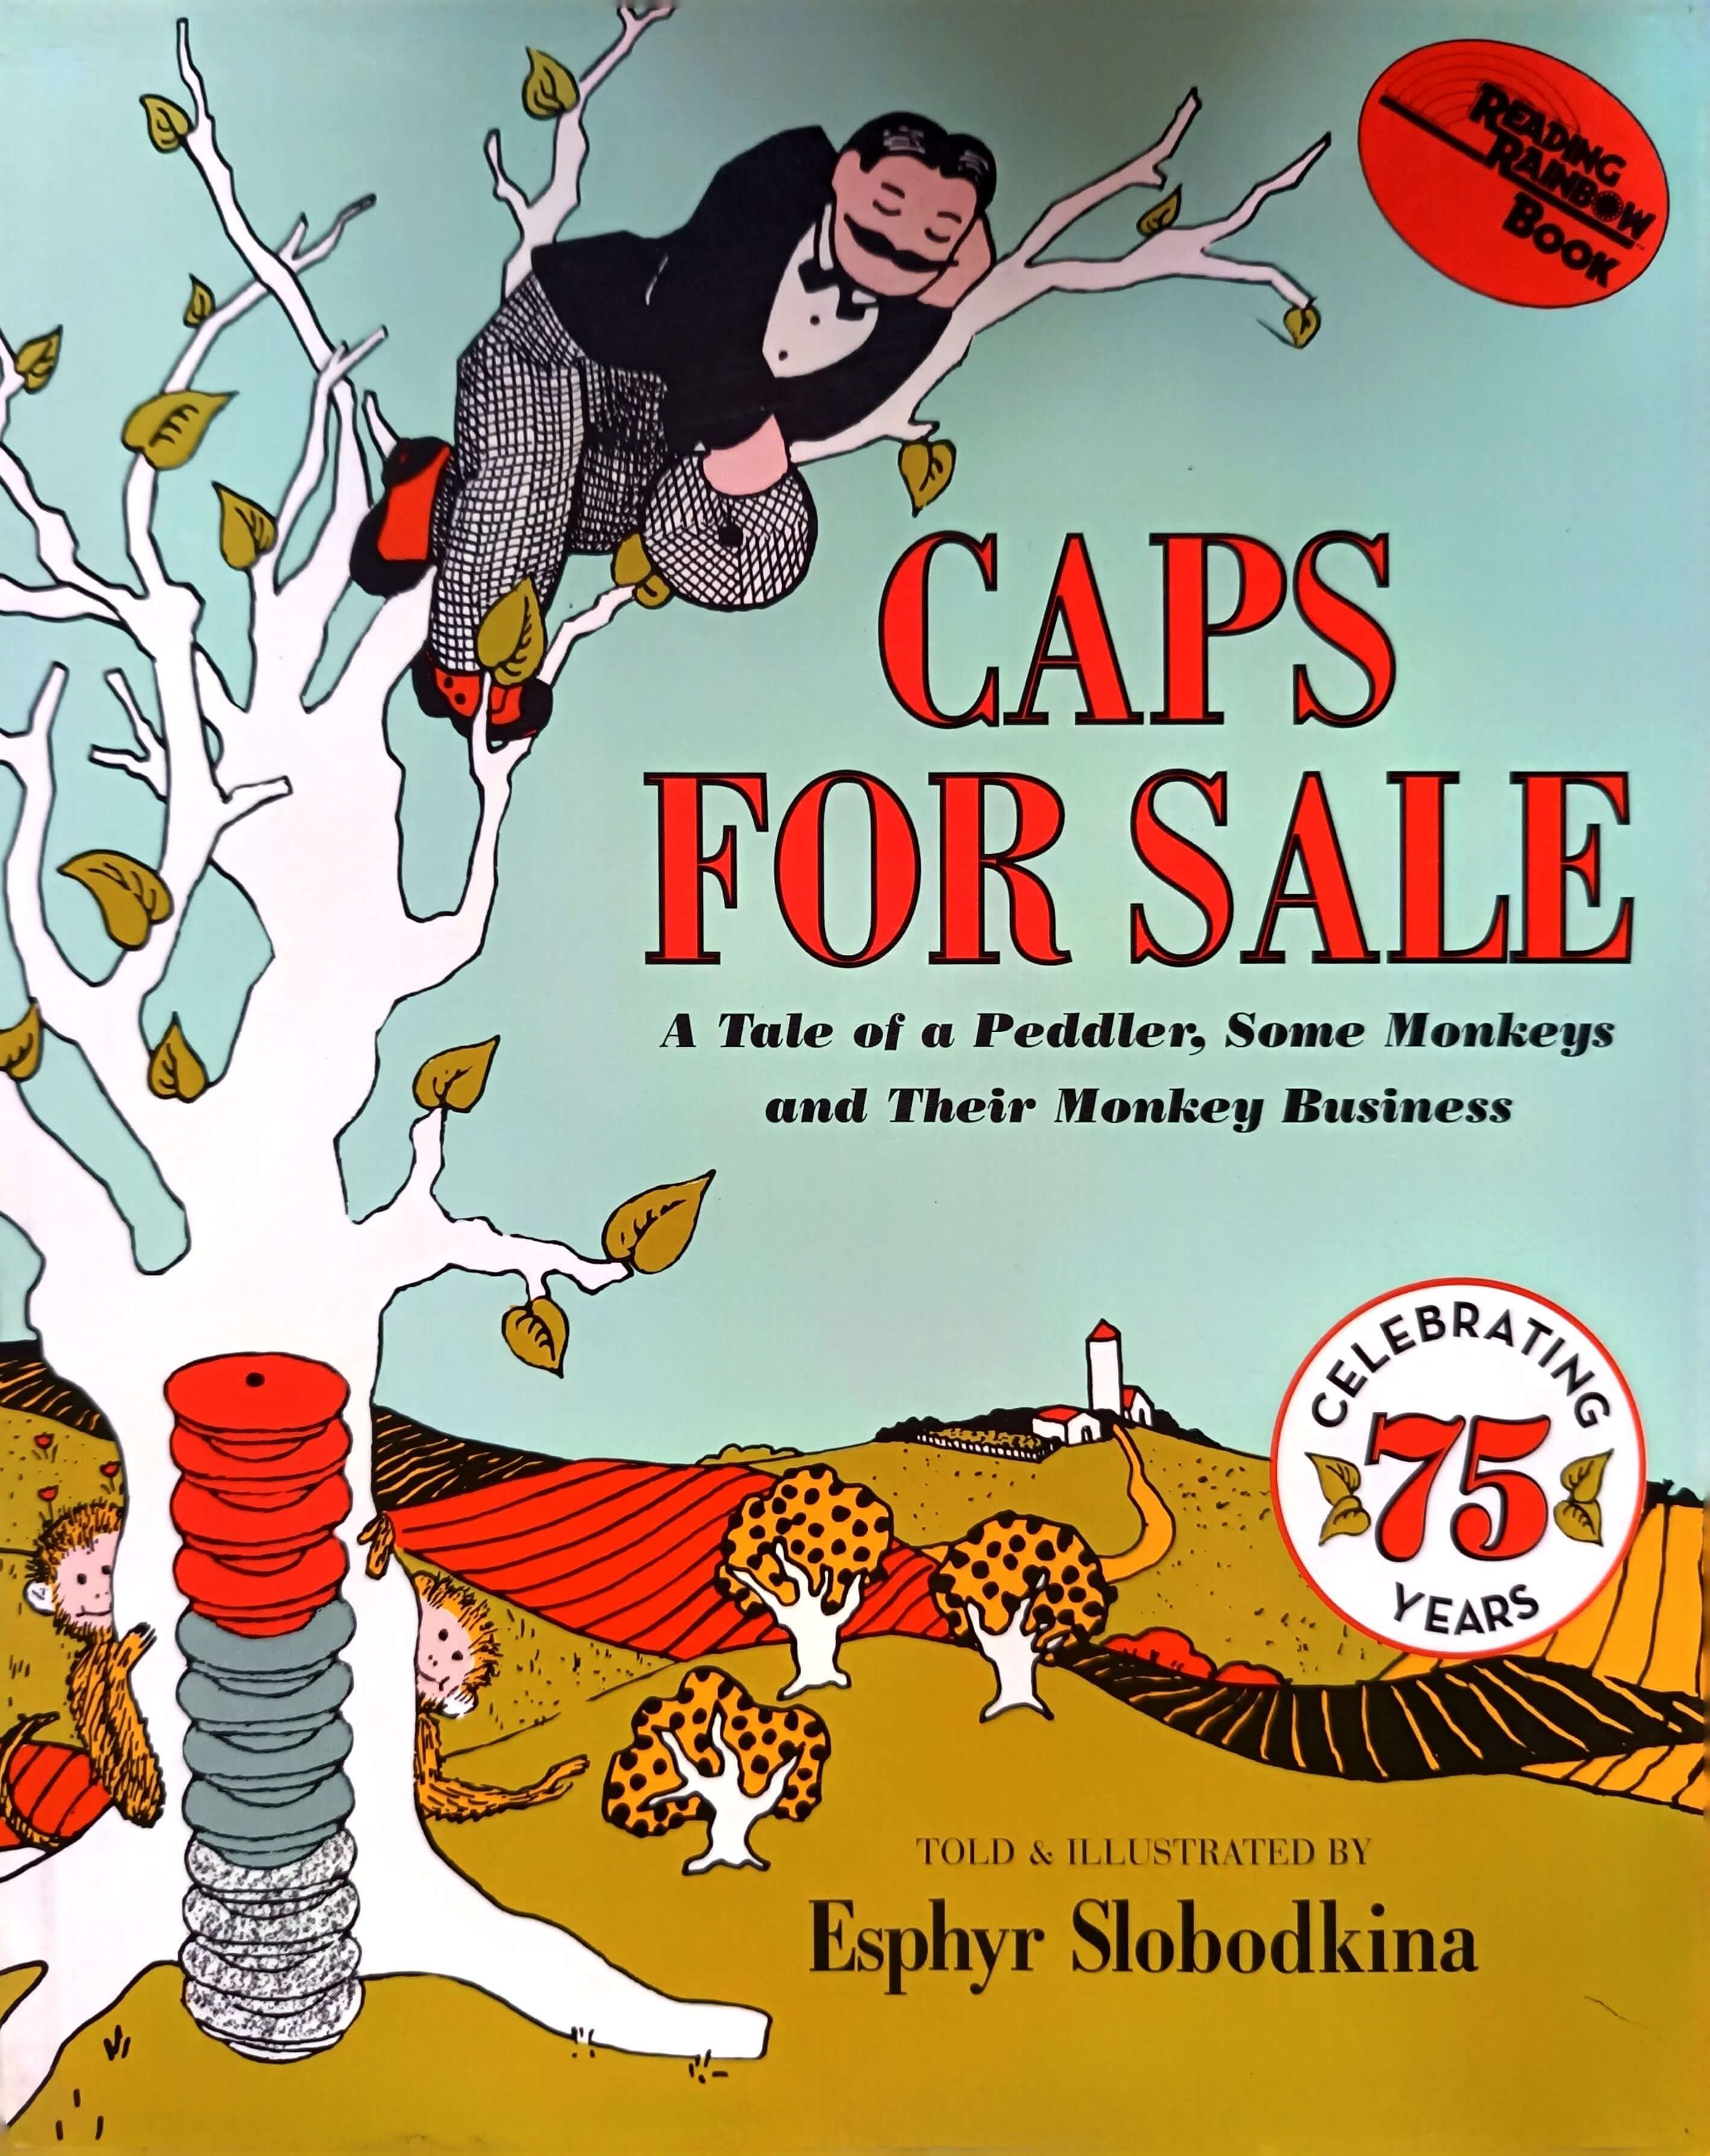 READING
RAINBOW
BOOK
CAPS
FOR SALE
A Tale of a Peddler, Some Monkeys
and Their Monkey Business
CELEBRATING
75
YEARS
TOLD & ILLUSTRATED BY
Esphyr Slobodkina